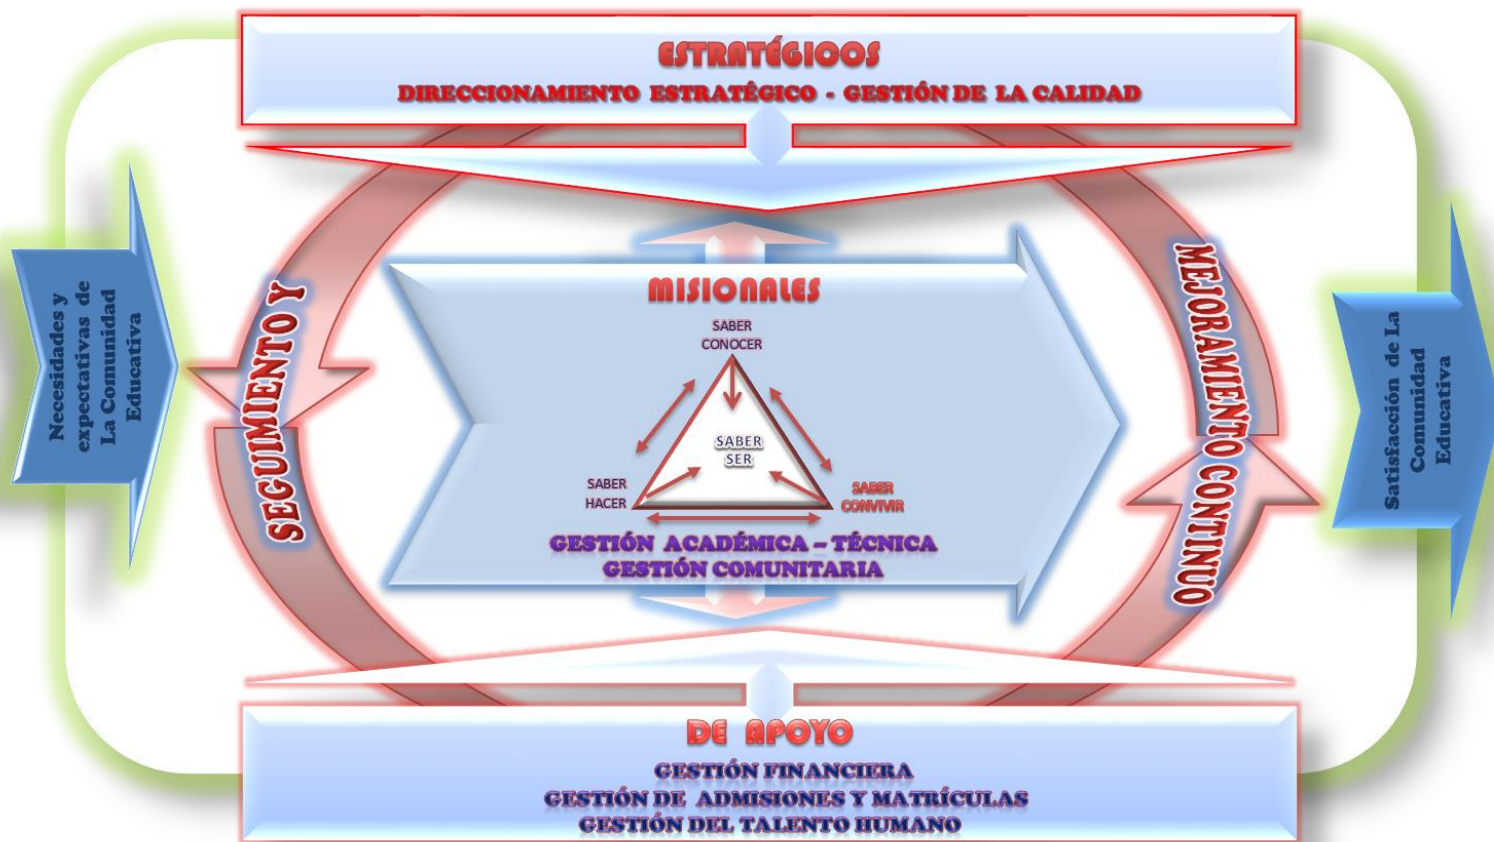 ESTRATÉGICOS
DIRECCIONAMIENTO ESTRATÉGICO - GESTIÓN DE LA CALIDAD
Necesidades y
expectativas de
La Comunidad
Educativa
SEGUIMIENTO Y
MISIONALES
SABER
CONOCER
SABER
SER
SABER
HACER
SABER
CONVIVIR
GESTIÓN ACADÉMICA – TÉCNICA
GESTIÓN COMUNITARIA
MEJORAMIENTO CONTINUO
Satisfacción de La
Comunidad
Educativa
DE APOYO
GESTIÓN FINANCIERA
GESTIÓN DE ADMISIONES Y MATRÍCULAS
GESTIÓN DEL TALENTO HUMANO